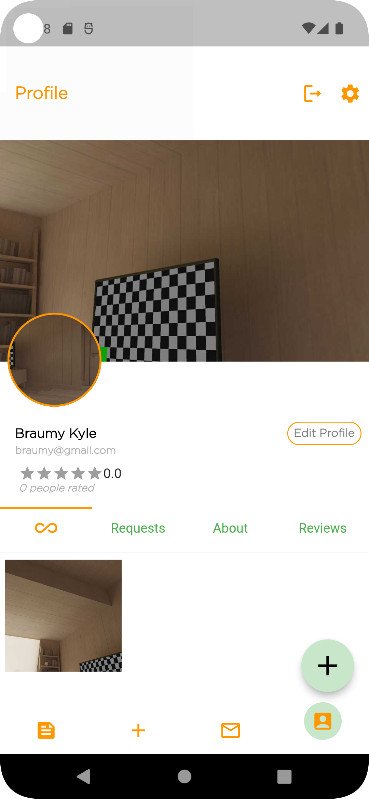 8
Profile
Braumy Kyle
Edit Profile
braumy@gmail.com
0.0
0 people rated
Requests
About
Reviews